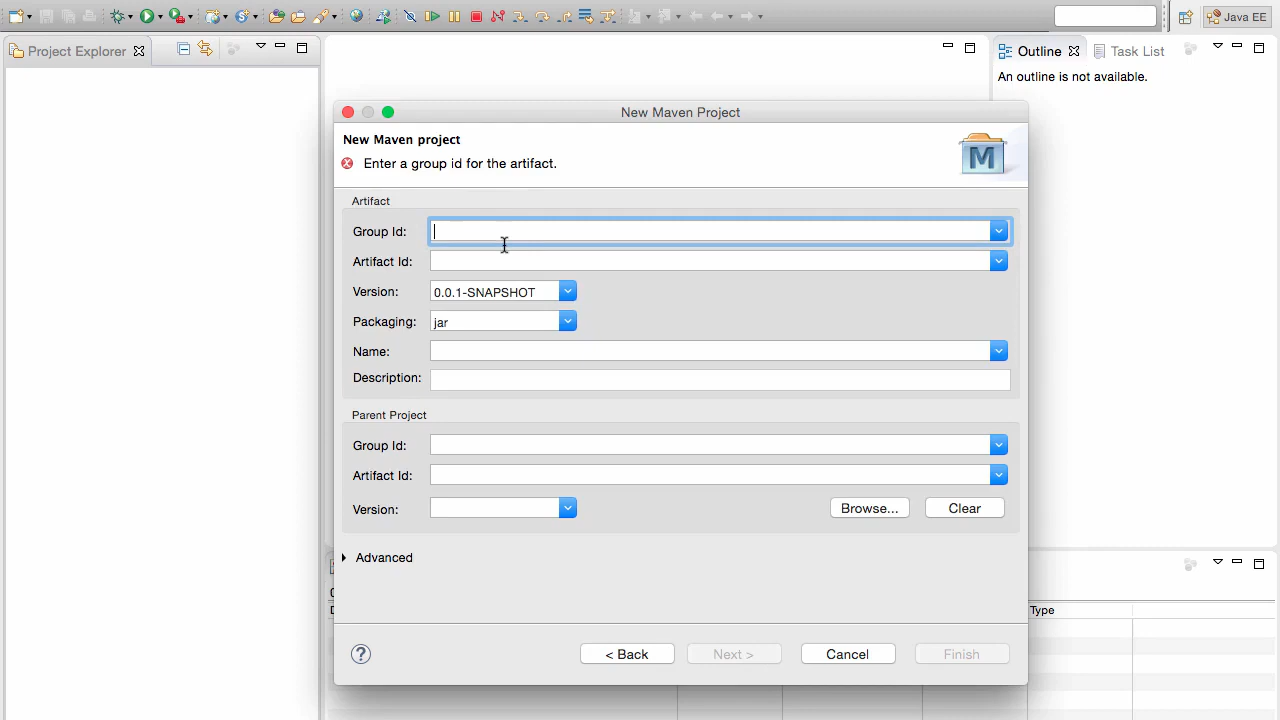 Java EE
Project Explorer
Outline
Task List
An outline is not available.
New Maven Project
New Maven project
Enter a group id for the artifact.
M
Artifact
Group Id:
Artifact Id:
Version: 0.0.1-SNAPSHOT
Packaging: jar
Name:
Description:
Parent Project
Group Id:
Artifact Id:
Version:
Browse...
Clear
Advanced
Type
?
< Back
Next >
Cancel
Finish